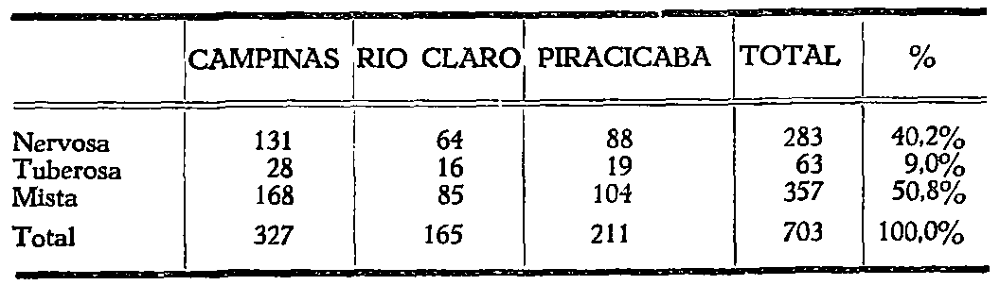 CAMPINAS RIO CLARO PIRACICABA TOTAL %
Nervosa 131 64 88 283 40,2%
Tuberosa 28 16 19 63 9,0%
Mista 168 85 104 357 50,8%
Total 327 165 211 703 100,0%